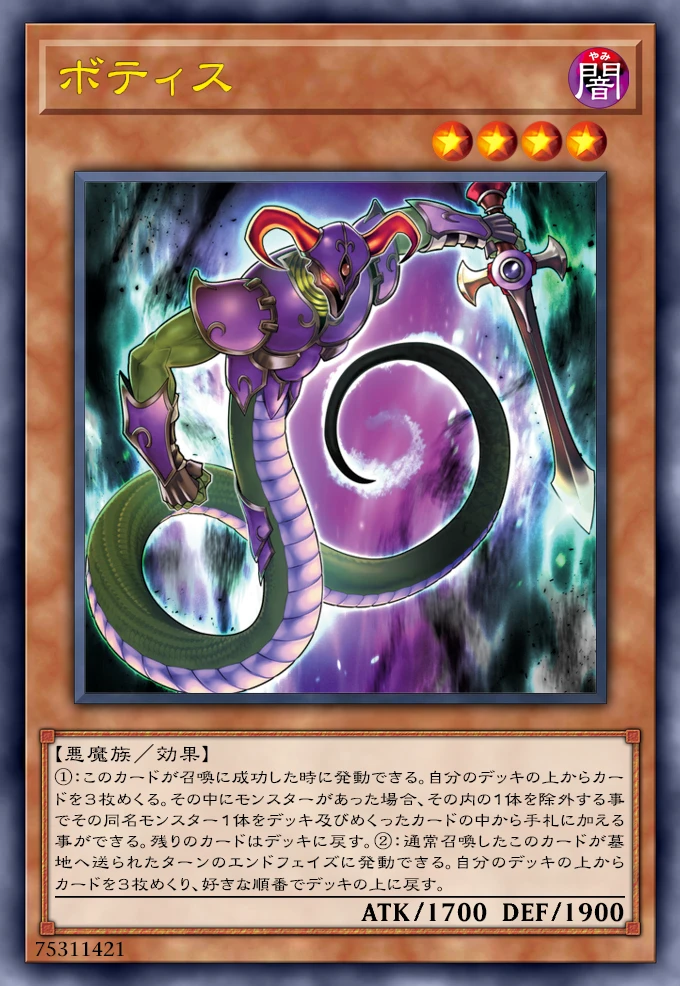 ボティス
やみ
闇
【悪魔族／効果】
①：このカードが召喚に成功した時に発動できる。自分のデッキの上からカー
ドを３枚めくる。その中にモンスターがあった場合、その内の１体を除外する事
でその同名モンスター１体をデッキ及びめくったカードの中から手札に加える
事ができる。残りのカードはデッキに戻す。②：通常召喚したこのカードが墓
地へ送られたターンのエンドフェイズに発動できる。自分のデッキの上から
カードを３枚めくり、好きな順番でデッキの上に戻す。
ATK/1700 DEF/1900
75311421